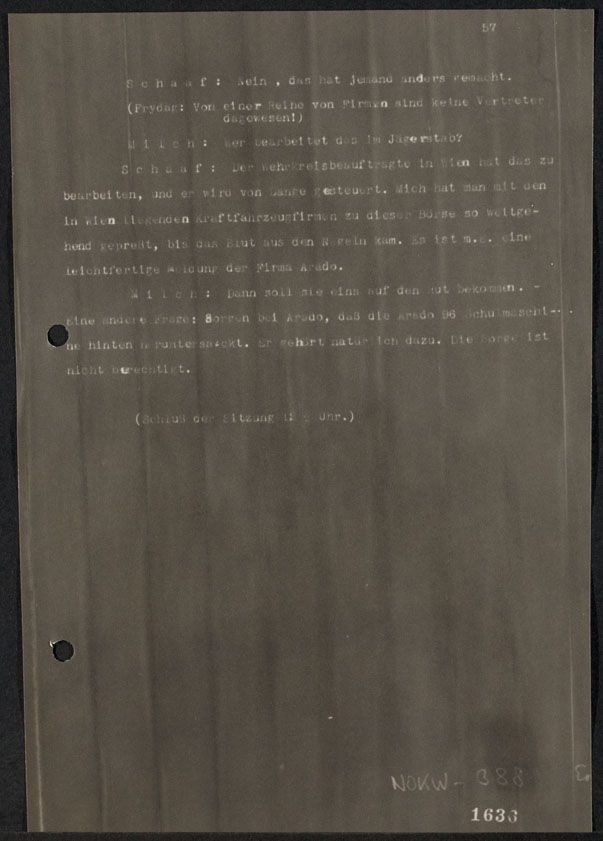 57
S c h a a f : Nein , das hat jemand anders gemacht.
(Frydag: Von einer Reihe von Firmen sind keine Vertreter
dagewesen!)
M i l c h : Wer bearbeitet das im Jägerstab?
S c h a a f : Der Wehrkreisbeauftragte in Wien hat das zu
bearbeiten, und er wird von Lange gesteuert. Mich hat man mit den
in Wien liegenden Kraftfahrzeugfirmen zu dieser Börse so weitge-
hend gepreßt, bis das Blut aus den Nägeln kam. Es ist m.E. eine
leichtfertige Meldung der Firma Arado.
M i l c h : Dann soll sie eins auf den Hut bekommen. -
Eine andere Frage: Sorgen bei Arado, daß die Arado 96 Schulmaschi-
ne hinten heruntersackt. Er gehört natürlich dazu. Die Sorge ist
nicht berechtigt.
(Schluß der Sitzung Uhr.)
NOKW - 388
1636